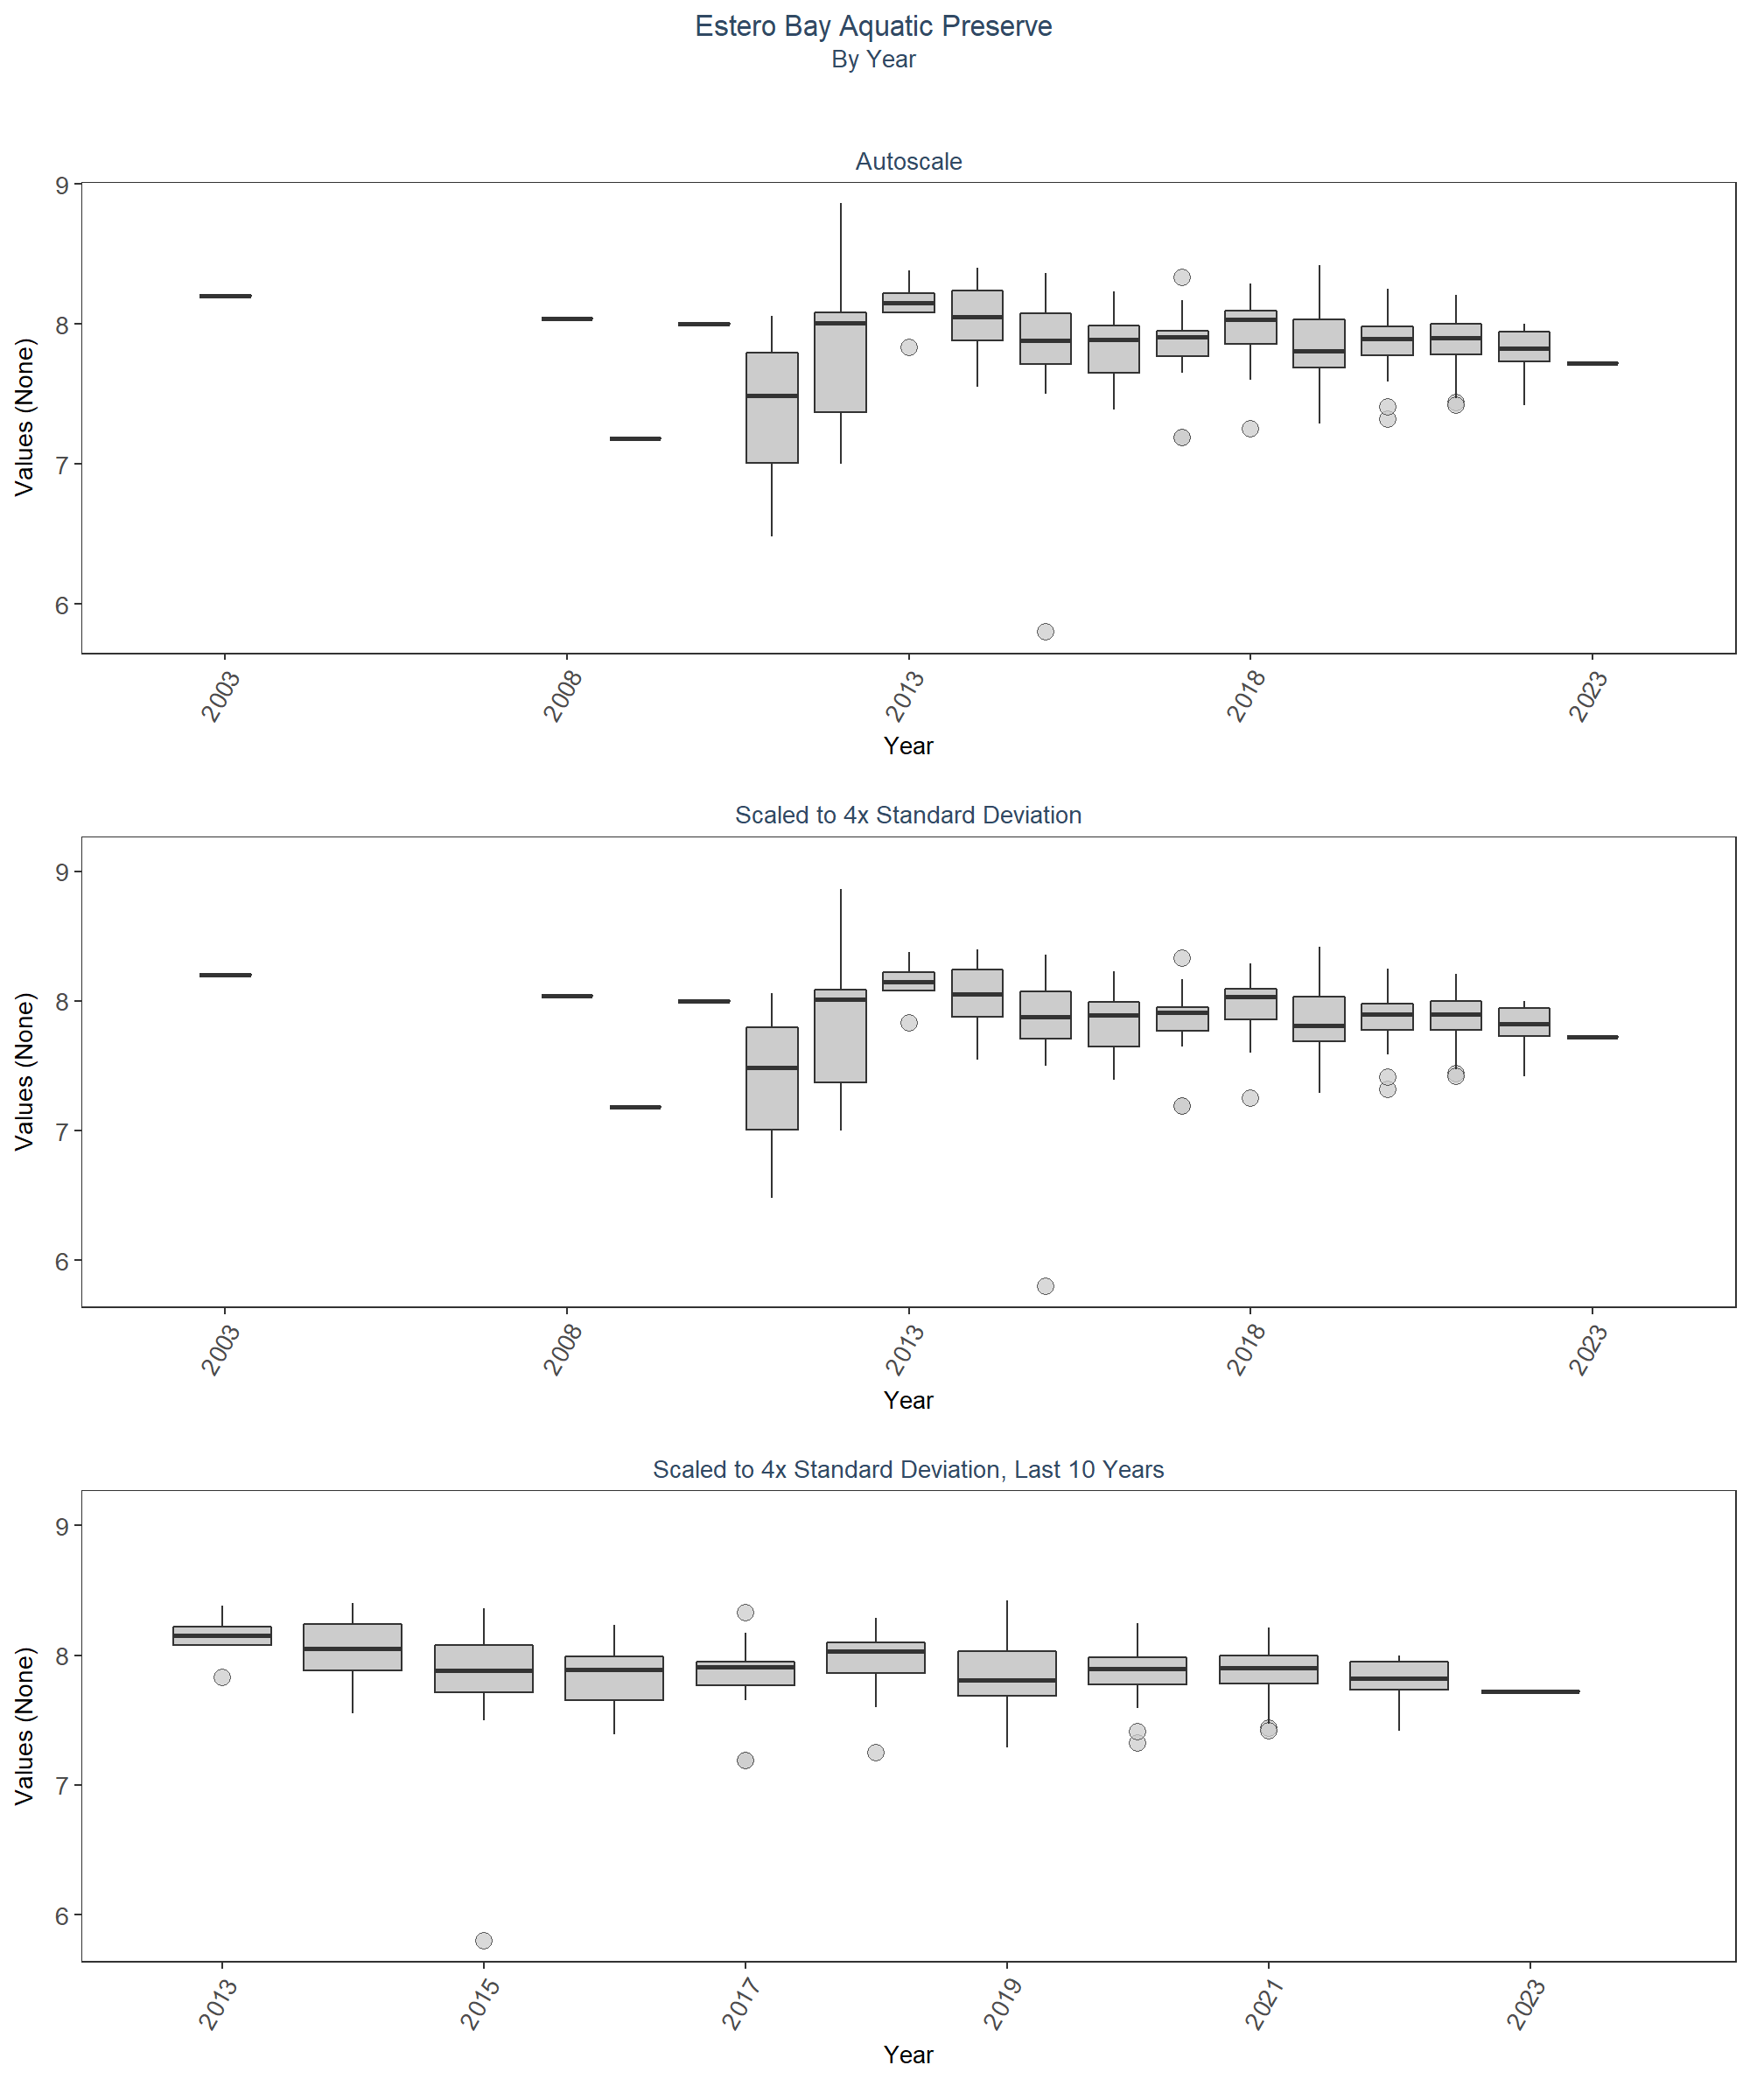 Estero Bay Aquatic Preserve
By Year
Autoscale
9
8
7
6
Values (None)
2003 2008 2013 2018 2023
Year
Scaled to 4x Standard Deviation
9
8
7
6
Values (None)
2003 2008 2013 2018 2023
Year
Scaled to 4x Standard Deviation, Last 10 Years
9
8
7
6
Values (None)
2013 2015 2017 2019 2021 2023
Year